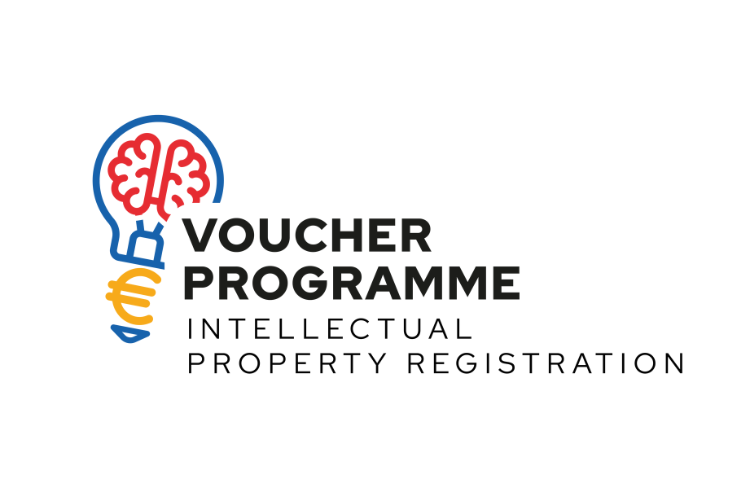 VOUCHER
PROGRAMME
INTELLECTUAL
PROPERTY REGISTRATION